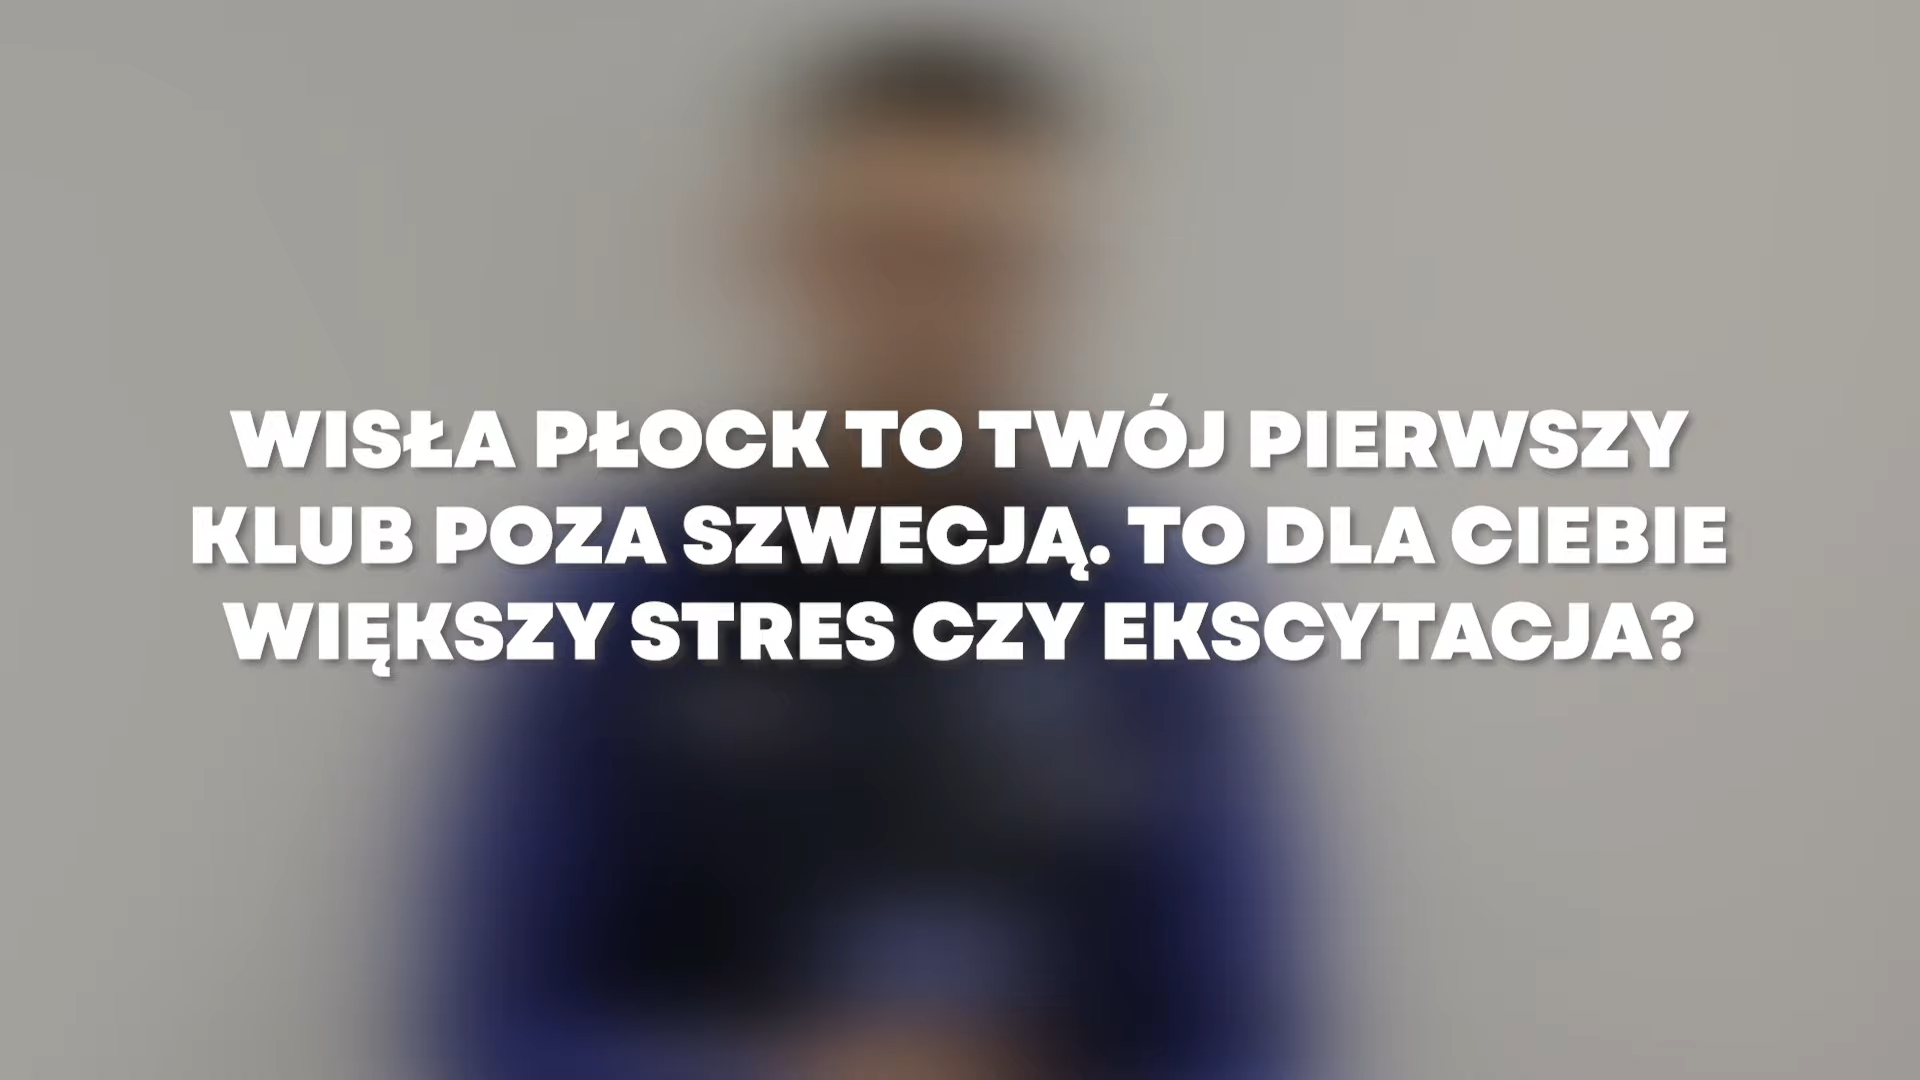 WISŁA PŁOCK TO TWÓJ PIERWSZY
KLUB POZA SZWECJĄ. TO DLA CIEBIE
WIĘKSZY STRES CZY EKSCYTACJA?